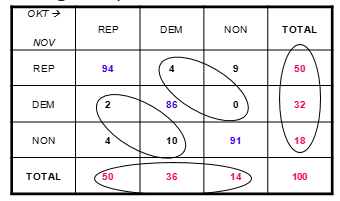 OKT → REP DEM NON TOTAL
NOV
REP 94 4 9 50
DEM 2 86 0 32
NON 4 10 91 18
TOTAL 50 36 14 100